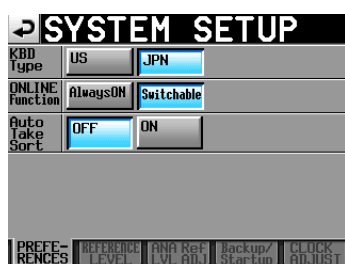 SYSTEM SETUP
KBD Type US JPN
ONLINE Function AlwaysON Switchable
Auto Take Sort OFF ON
PREFE-RENCES REFERENCE LEVEL ANA Ref LVL ADJ Backup/Startup CLOCK ADJUST